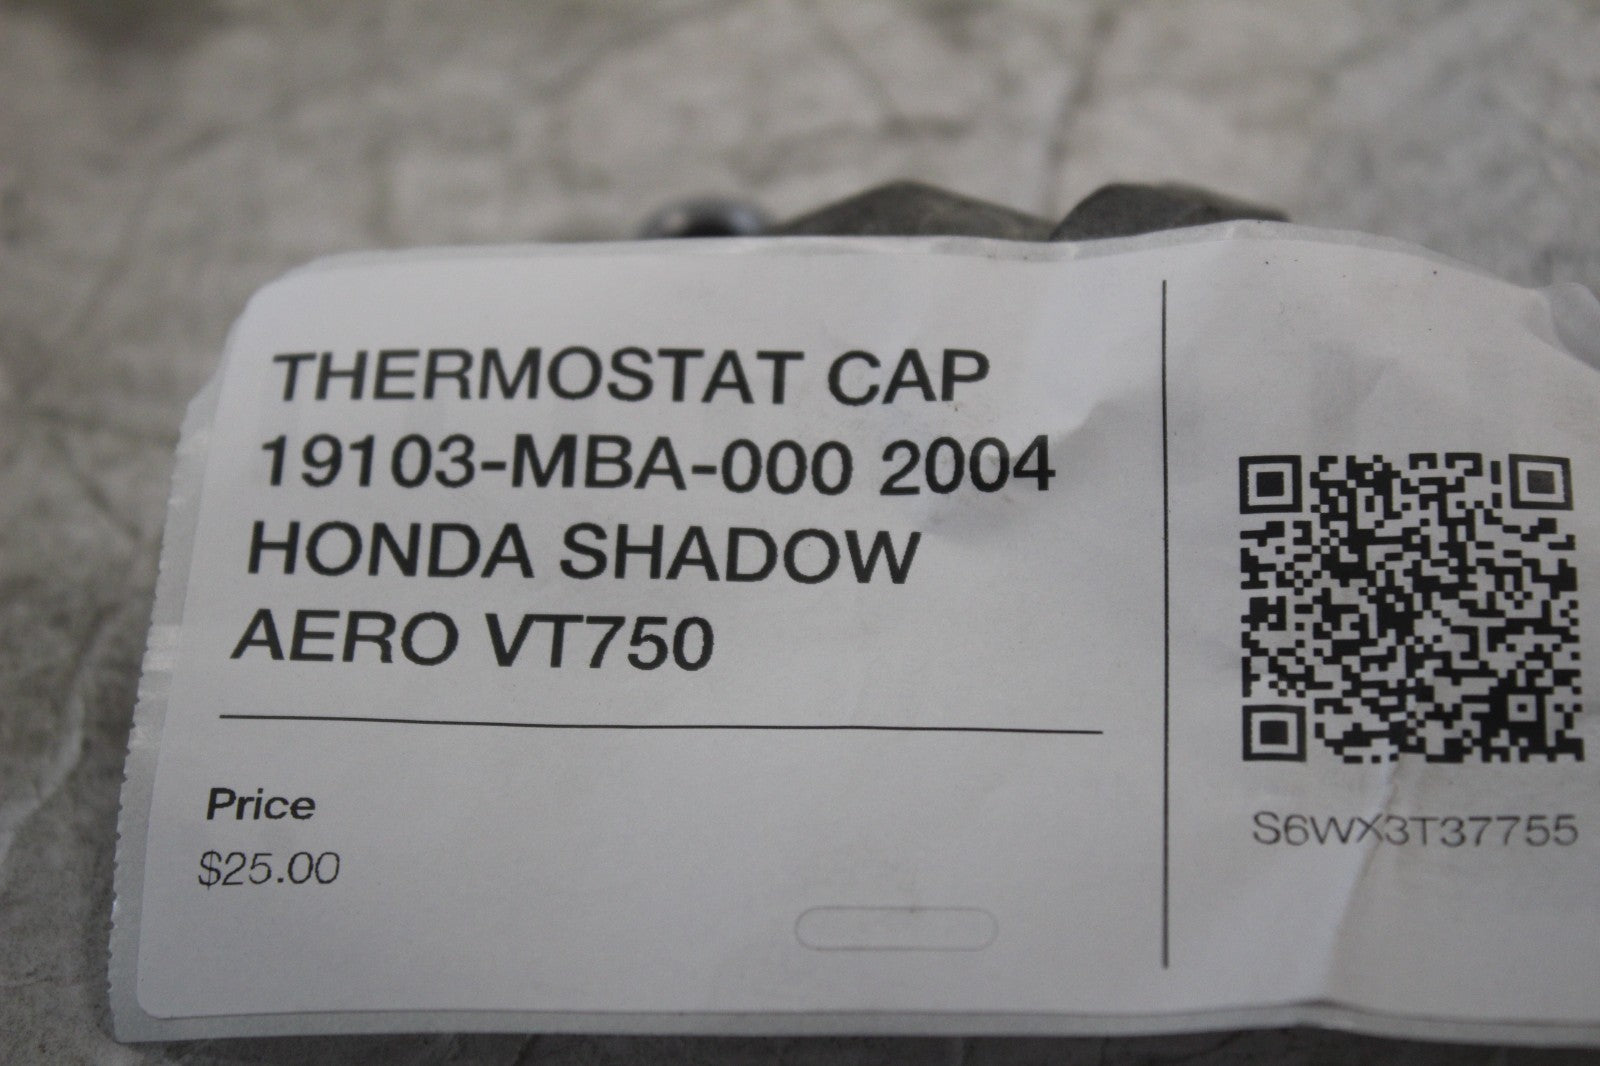 THERMOSTAT CAP
19103-MBA-000 2004
HONDA SHADOW
AERO VT750
Price
$25.00
S6WX3T37755